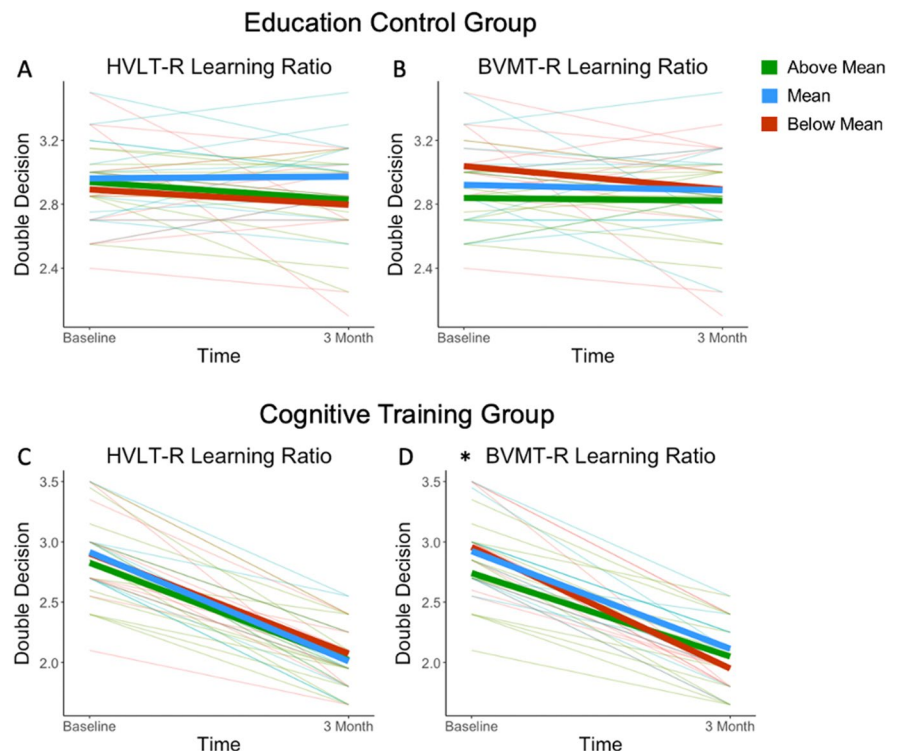 Education Control Group
A HVLT-R Learning Ratio
B BVMT-R Learning Ratio
Above Mean
Mean
Below Mean
Double Decision
3.2
2.8
2.4
Baseline
3 Month
Time
Double Decision
3.2
2.8
2.4
Baseline
3 Month
Time
Cognitive Training Group
C HVLT-R Learning Ratio
D * BVMT-R Learning Ratio
Double Decision
3.5
3.0
2.5
2.0
Baseline
3 Month
Time
Double Decision
3.5
3.0
2.5
2.0
Baseline
3 Month
Time